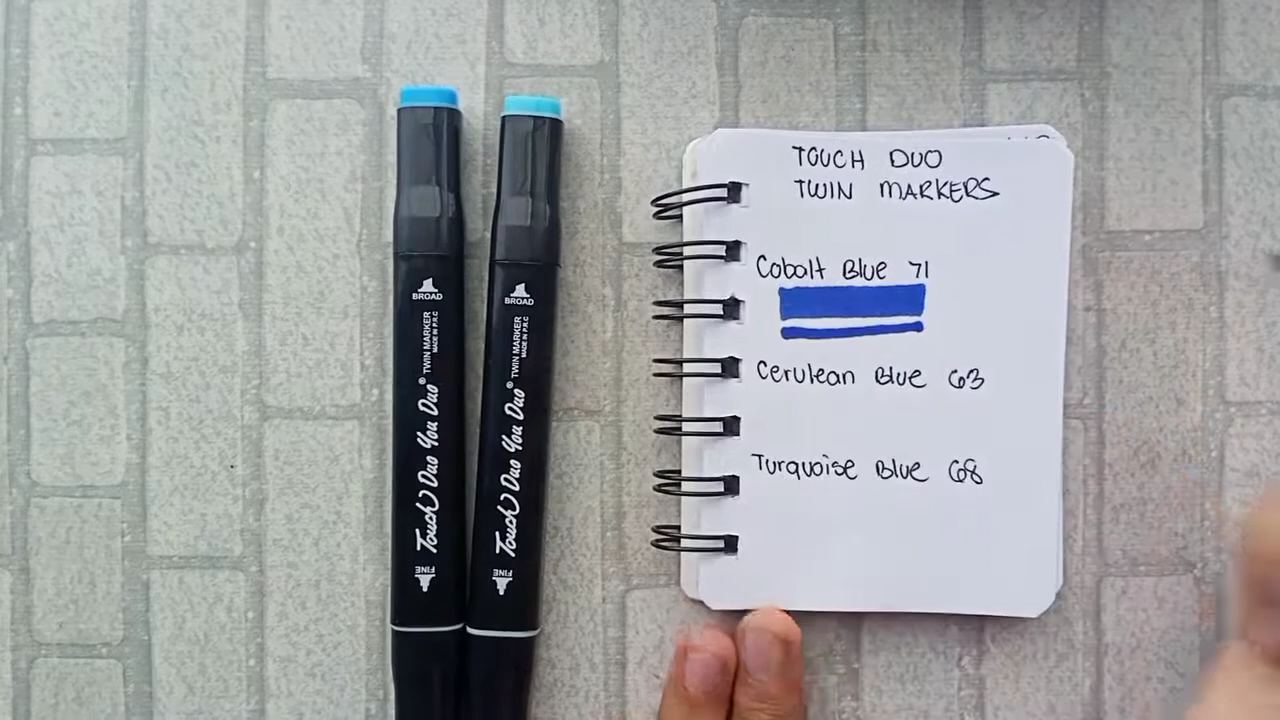 TOUCH DUO
TWIN MARKERS
Cobalt Blue 71
Cerulean Blue 63
Turquoise Blue 68
BROAD
Touch Duo You Duo® TWIN MARKER
MADE IN P.R.C
FINE
BROAD
Touch Duo You Duo® TWIN MARKER
MADE IN P.R.C
FINE